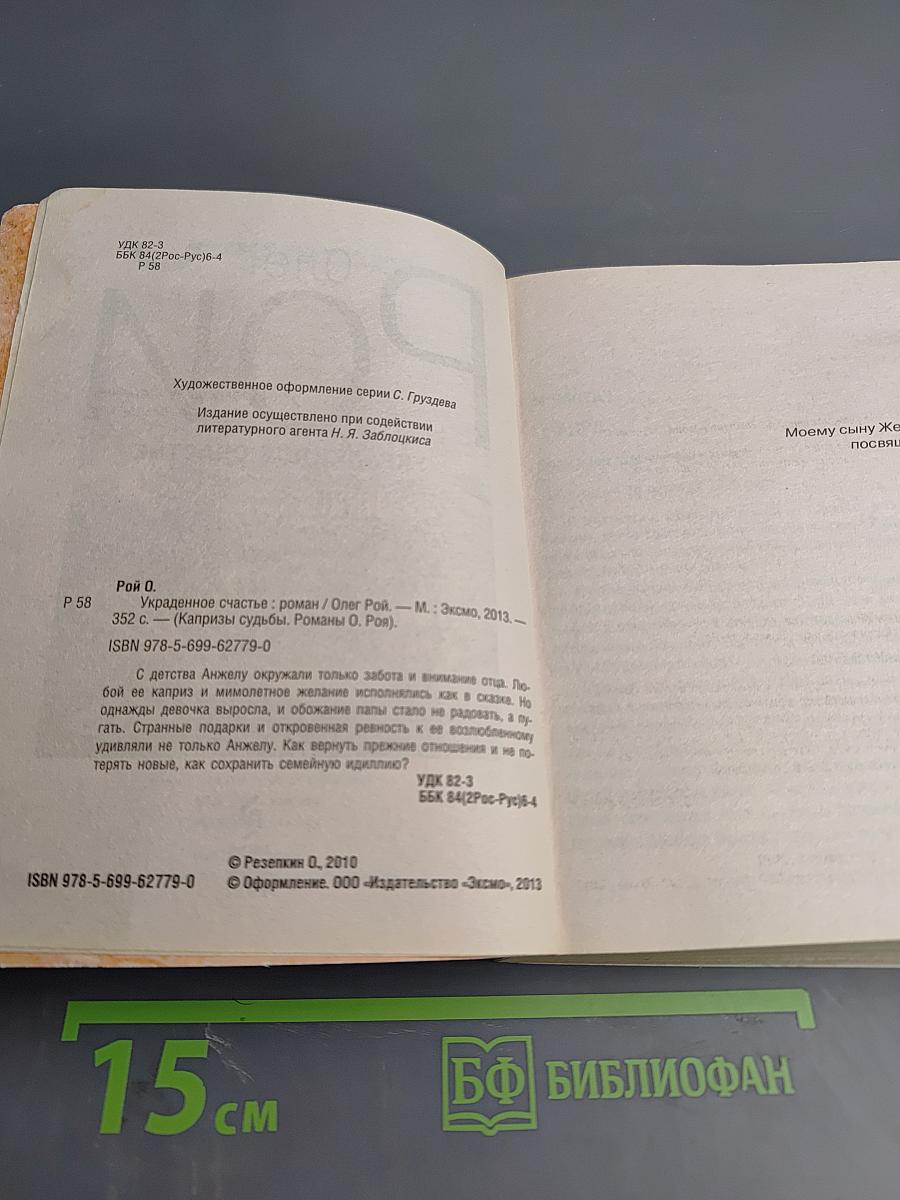 УДК 82-3
ББК 84(2Рос-Рус)6-4
Р 58
Художественное оформление серии С. Груздева
Издание осуществлено при содействии
литературного агента Н. Я. Заблоцкиса
Рой О.
Р 58 Украденное счастье : роман / Олег Рой. — М. : Эксмо, 2013. —
352 с. — (Капризы судьбы. Романы О. Роя).
ISBN 978-5-699-62779-0
С детства Анжелу окружали только забота и внимание отца. Лю-
бой ее каприз и мимолетное желание исполнялись как в сказке. Но
однажды девочка выросла, и обожание папы стало не радовать, а пу-
гать. Странные подарки и откровенная ревность к ее возлюбленному
удивляли не только Анжелу. Как вернуть прежние отношения и не по-
терять новые, как сохранить семейную идиллию?
УДК 82-3
ББК 84(2Рос-Рус)6-4
© Резепкин О., 2010
ISBN 978-5-699-62779-0 © Оформление. ООО «Издательство «Эксмо», 2013
Моему сыну Же
посвящ
15 см
БФ БИБЛИОФАН